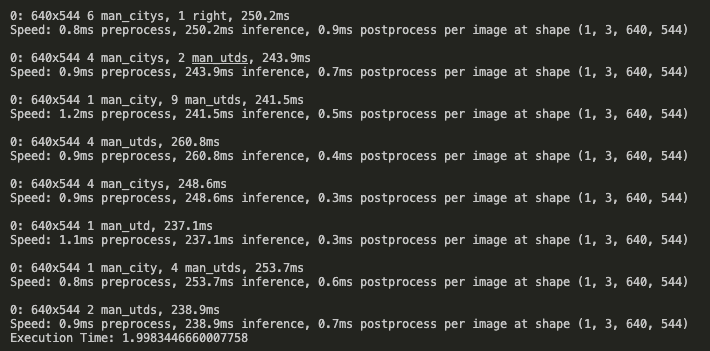 0: 640x544 6 man_citys, 1 right, 250.2ms
Speed: 0.8ms preprocess, 250.2ms inference, 0.9ms postprocess per image at shape (1, 3, 640, 544)
0: 640x544 4 man_citys, 2 man_utds, 243.9ms
Speed: 0.9ms preprocess, 243.9ms inference, 0.7ms postprocess per image at shape (1, 3, 640, 544)
0: 640x544 1 man_city, 9 man_utds, 241.5ms
Speed: 1.2ms preprocess, 241.5ms inference, 0.5ms postprocess per image at shape (1, 3, 640, 544)
0: 640x544 4 man_utds, 260.8ms
Speed: 0.9ms preprocess, 260.8ms inference, 0.4ms postprocess per image at shape (1, 3, 640, 544)
0: 640x544 4 man_citys, 248.6ms
Speed: 0.9ms preprocess, 248.6ms inference, 0.3ms postprocess per image at shape (1, 3, 640, 544)
0: 640x544 1 man_utd, 237.1ms
Speed: 1.1ms preprocess, 237.1ms inference, 0.3ms postprocess per image at shape (1, 3, 640, 544)
0: 640x544 1 man_city, 4 man_utds, 253.7ms
Speed: 0.8ms preprocess, 253.7ms inference, 0.6ms postprocess per image at shape (1, 3, 640, 544)
0: 640x544 2 man_utds, 238.9ms
Speed: 0.9ms preprocess, 238.9ms inference, 0.7ms postprocess per image at shape (1, 3, 640, 544)
Execution Time: 1.9983446660007758